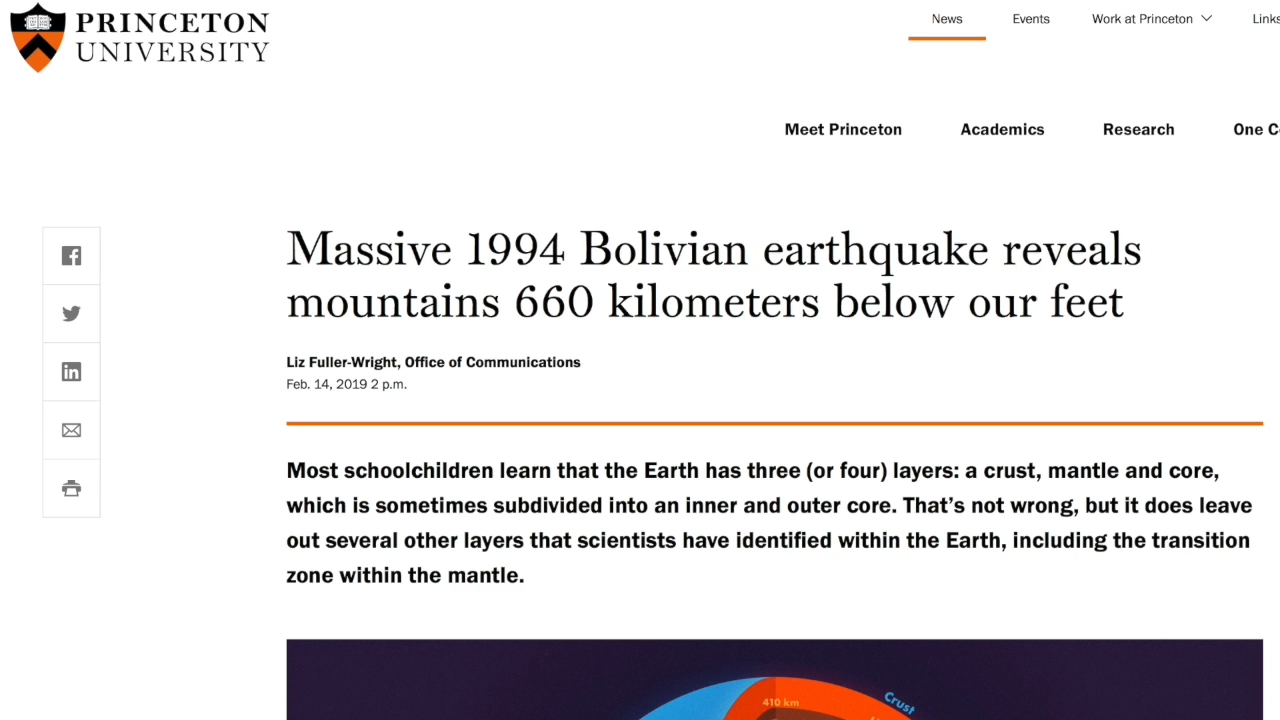 PRINCETON
UNIVERSITY
News
Events
Work at Princeton
Links
Meet Princeton
Academics
Research
One C
Massive 1994 Bolivian earthquake reveals
mountains 660 kilometers below our feet
Liz Fuller-Wright, Office of Communications
Feb. 14, 2019 2 p.m.
Most schoolchildren learn that the Earth has three (or four) layers: a crust, mantle and core,
which is sometimes subdivided into an inner and outer core. That’s not wrong, but it does leave
out several other layers that scientists have identified within the Earth, including the transition
zone within the mantle.
410 km
Crust